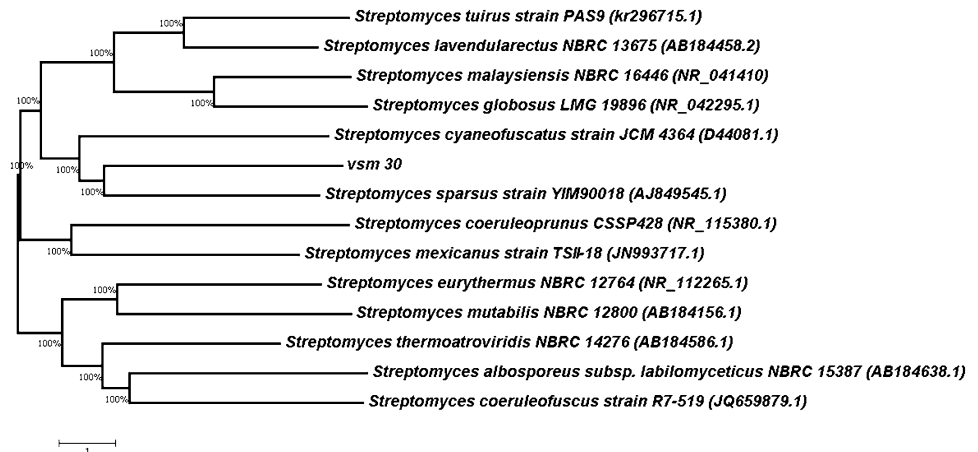 100%
Streptomyces tuirus strain PAS9 (kr296715.1)
Streptomyces lavendularectus NBRC 13675 (AB184458.2)
100%
Streptomyces malaysiensis NBRC 16446 (NR_041410)
100%
Streptomyces globosus LMG 19896 (NR_042295.1)
100%
Streptomyces cyaneofuscatus strain JCM 4364 (D44081.1)
100%
vsm 30
100%
100%
Streptomyces sparsus strain YIM90018 (AJ849545.1)
Streptomyces coeruleoprunus CSSP428 (NR_115380.1)
100%
Streptomyces mexicanus strain TSII-18 (JN993717.1)
Streptomyces eurythermus NBRC 12764 (NR_112265.1)
100%
Streptomyces mutabilis NBRC 12800 (AB184156.1)
100%
Streptomyces thermoatroviridis NBRC 14276 (AB184586.1)
100%
Streptomyces albosporeus subsp. labilomyceticus NBRC 15387 (AB184638.1)
100%
Streptomyces coeruleofuscus strain R7-519 (JQ659879.1)
1